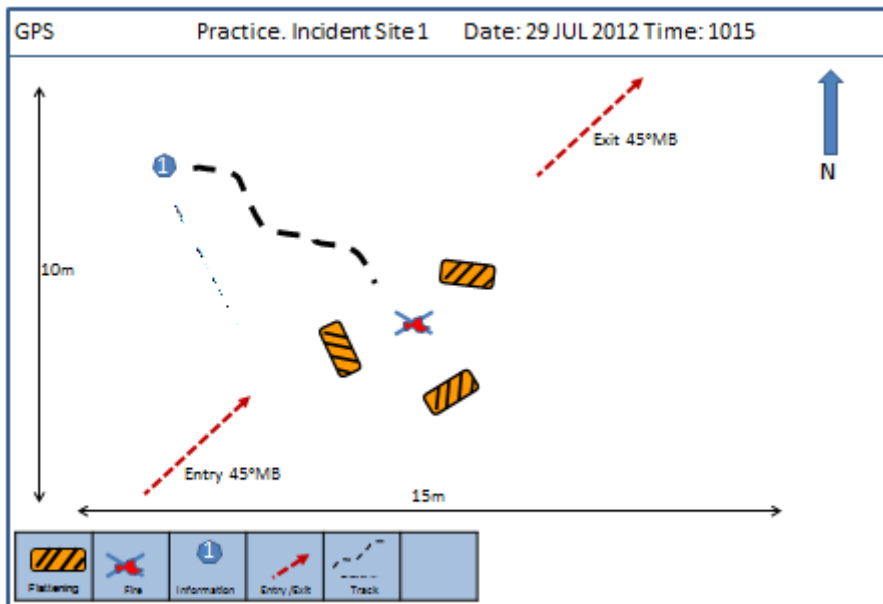 GPS Practice. Incident Site 1 Date: 29 JUL 2012 Time: 1015
Exit 45°MB
N
1
10m
Entry 45°MB
15m
1
Flattening Fire Information Entry /Exit Track